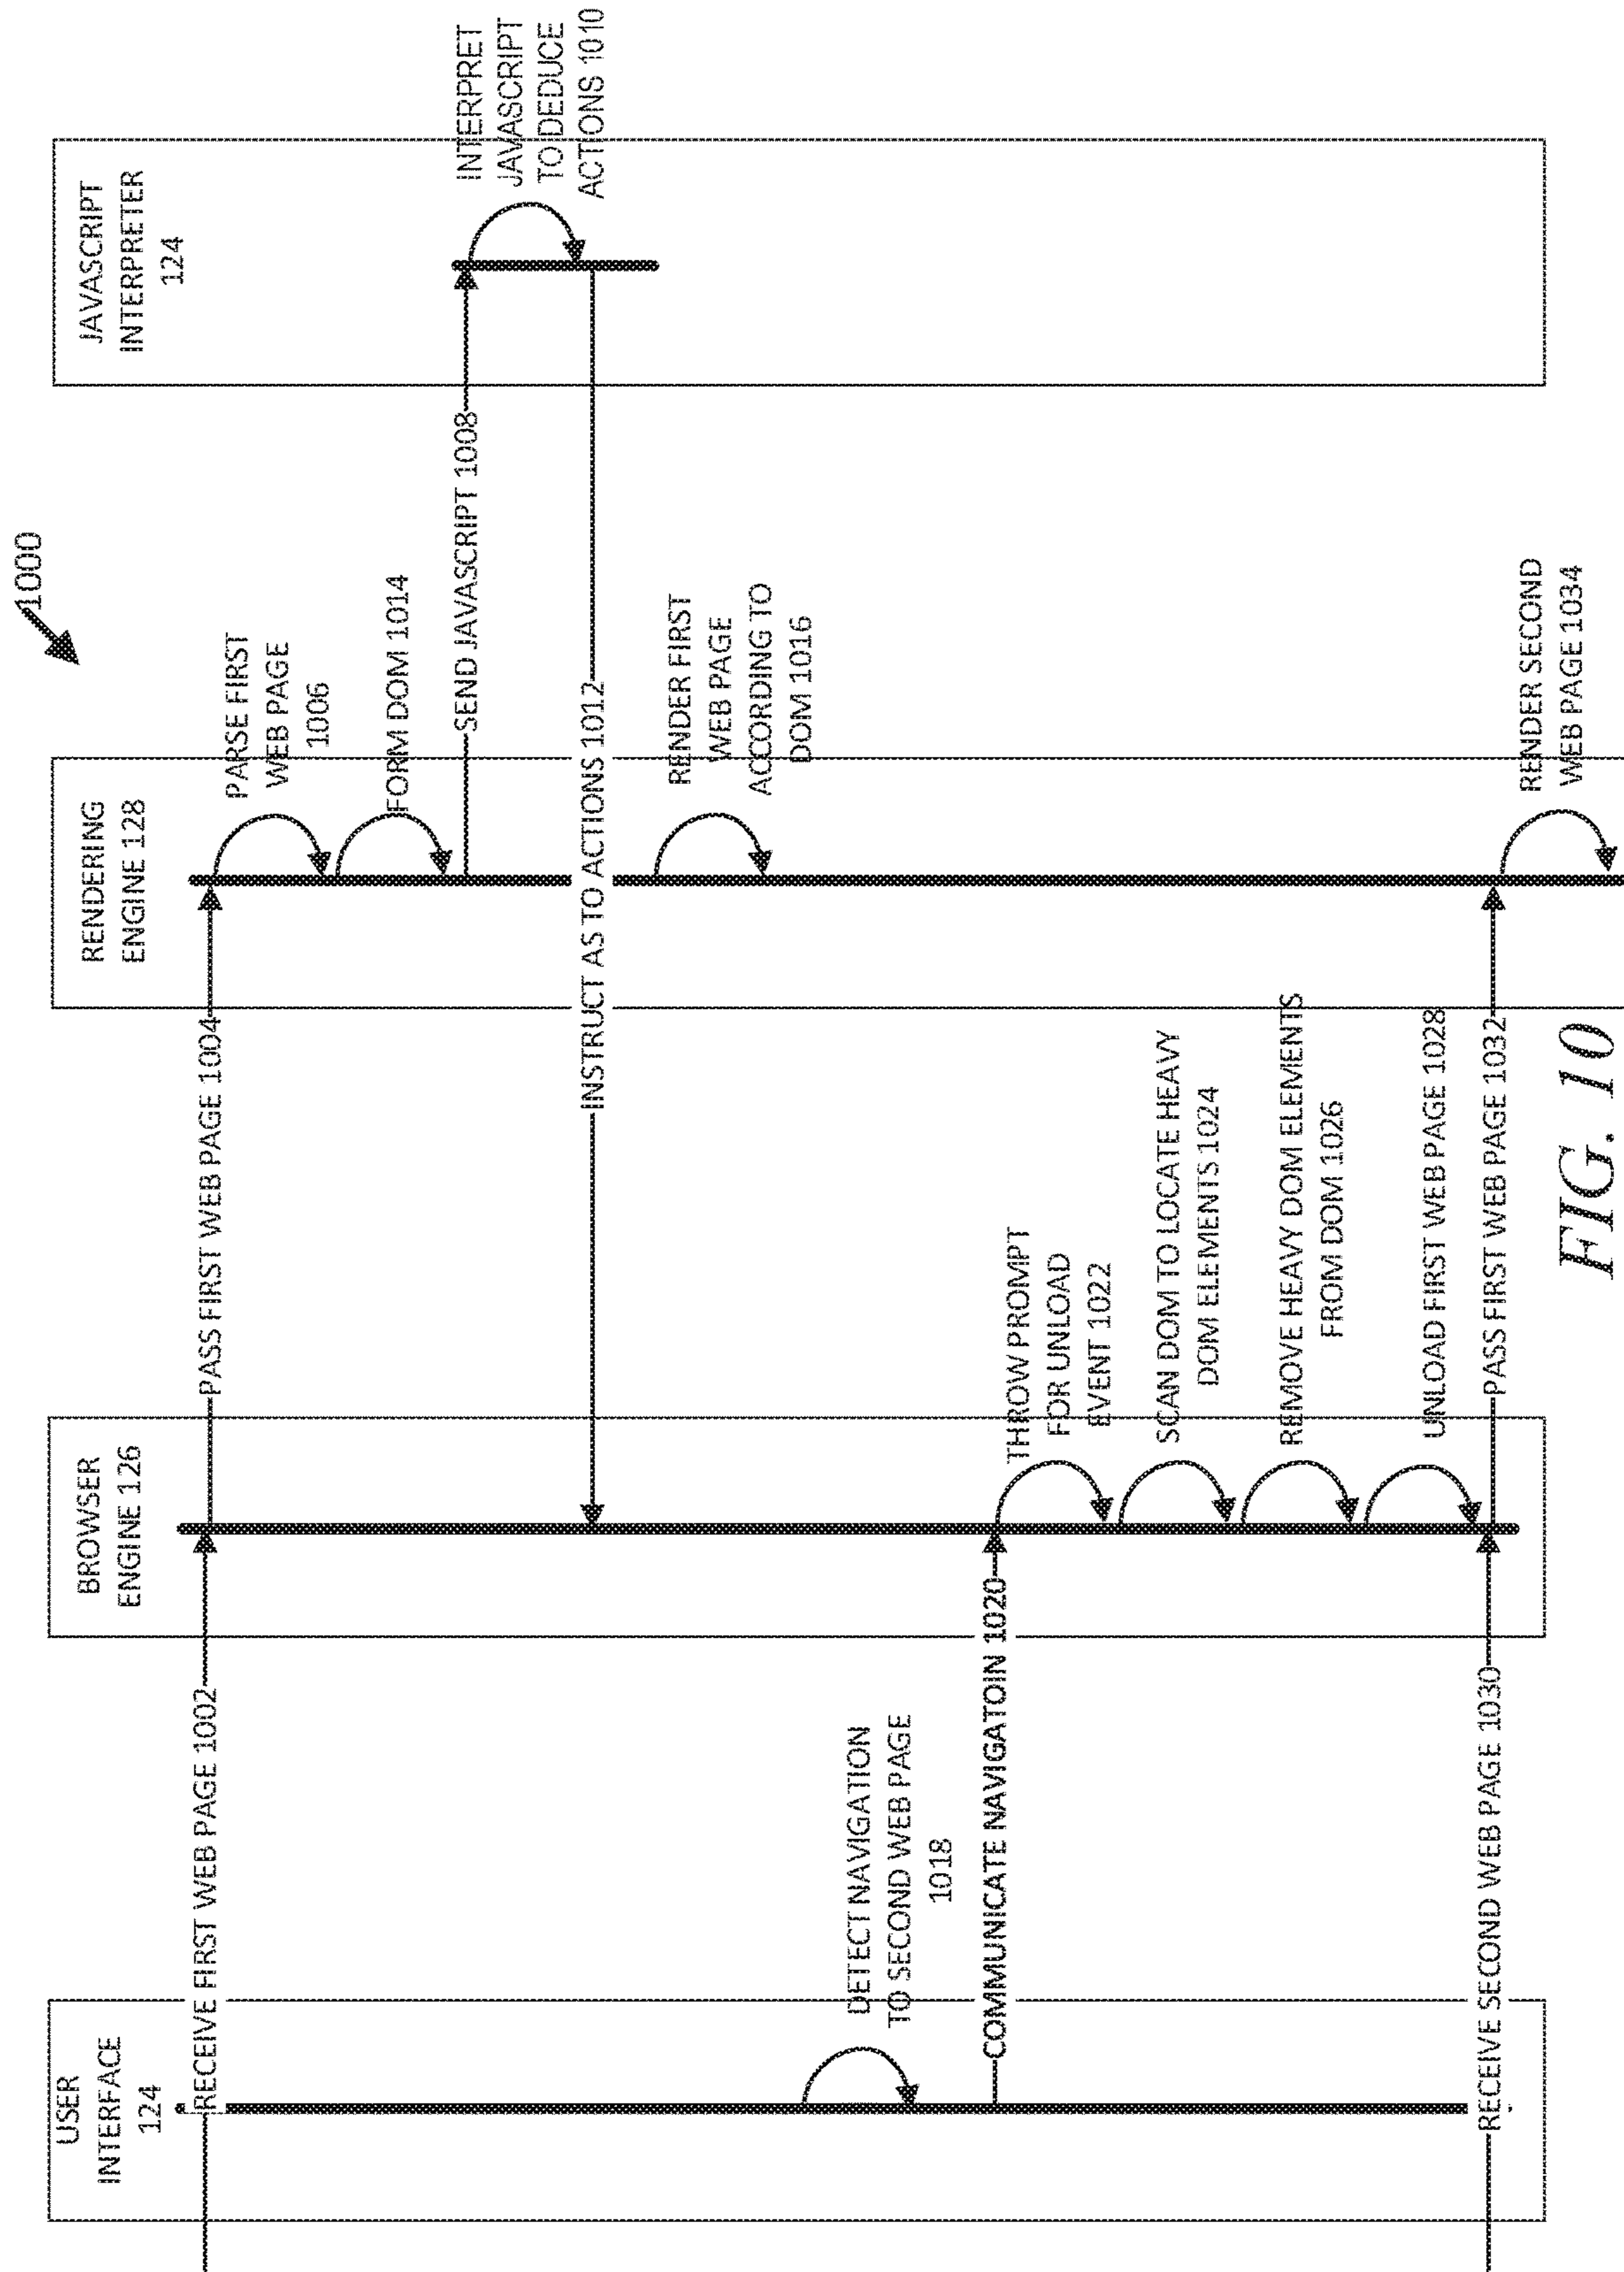 1000
USER
INTERFACE
124
BROWSER
ENGINE 126
RENDERING
ENGINE 128
JAVASCRIPT
INTERPRETER
124
RECEIVE FIRST WEB PAGE 1002
PASS FIRST WEB PAGE 1004
PARSE FIRST
WEB PAGE
1006
FORM DOM 1014
SEND JAVASCRIPT 1008
INTERPRET
JAVASCRIPT
TO DEDUCE
ACTIONS 1010
INSTRUCT AS TO ACTIONS 1012
RENDER FIRST
WEB PAGE
ACCORDING TO
DOM 1016
DETECT NAVIGATION
TO SECOND WEB PAGE
1018
COMMUNICATE NAVIGATOIN 1020
THROW PROMPT
FOR UNLOAD
EVENT 1022
SCAN DOM TO LOCATE HEAVY
DOM ELEMENTS 1024
REMOVE HEAVY DOM ELEMENTS
FROM DOM 1026
UNLOAD FIRST WEB PAGE 1028
RECEIVE SECOND WEB PAGE 1030
PASS FIRST WEB PAGE 1032
RENDER SECOND
WEB PAGE 1034
FIG. 10